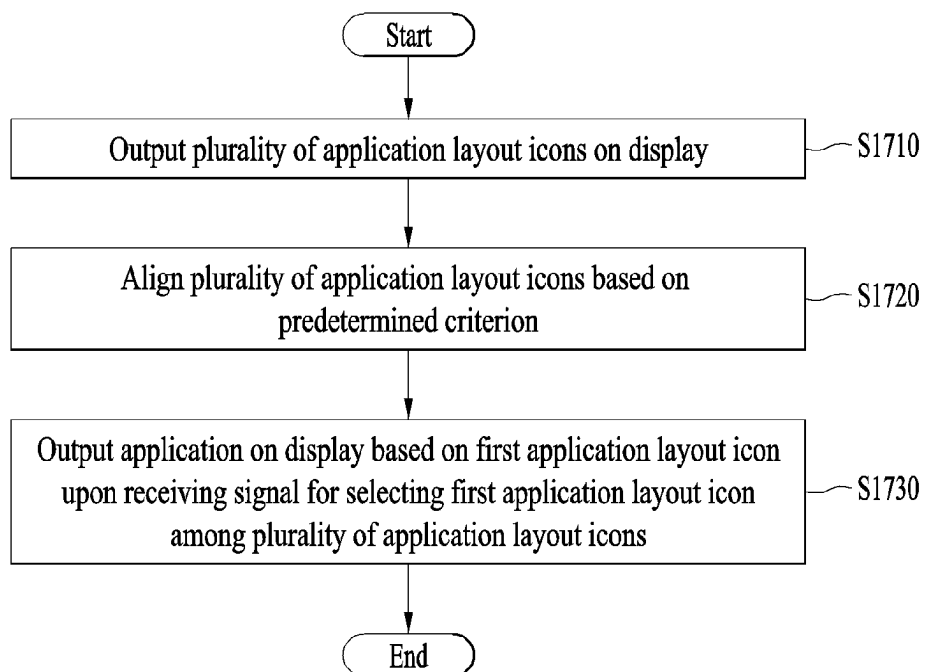 Start
Output plurality of application layout icons on display
S1710
Align plurality of application layout icons based on
predetermined criterion
S1720
Output application on display based on first application layout icon
upon receiving signal for selecting first application layout icon
among plurality of application layout icons
S1730
End